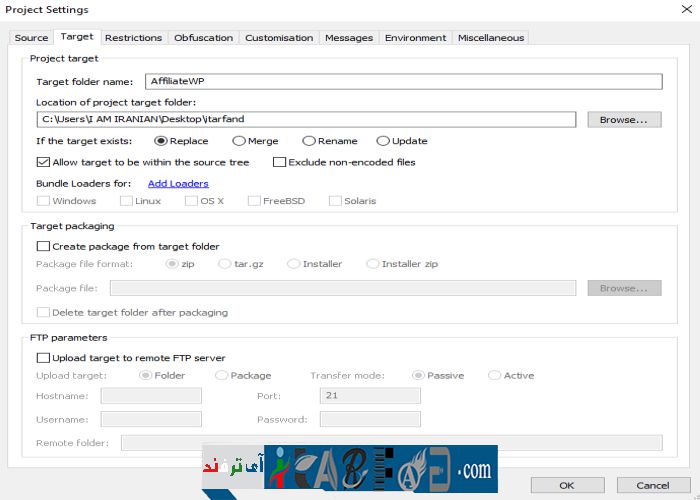 Project Settings
Source Target Restrictions Obfuscation Customisation Messages Environment Miscellaneous
Project target
Target folder name: AffiliateWP
Location of project target folder:
C:\Users\I AM IRANIAN\Desktop\itarfand Browse...
If the target exists: Replace Merge Rename Update
Allow target to be within the source tree Exclude non-encoded files
Bundle Loaders for: Add Loaders
Windows Linux OS X FreeBSD Solaris
Target packaging
Create package from target folder
Package file format: zip tar.gz Installer Installer zip
Package file: Browse...
Delete target folder after packaging
FTP parameters
Upload target to remote FTP server
Upload target: Folder Package Transfer mode: Passive Active
Hostname: Port: 21
Username: Password:
Remote folder:
آی ترفند iTARFAND.com
OK Cancel